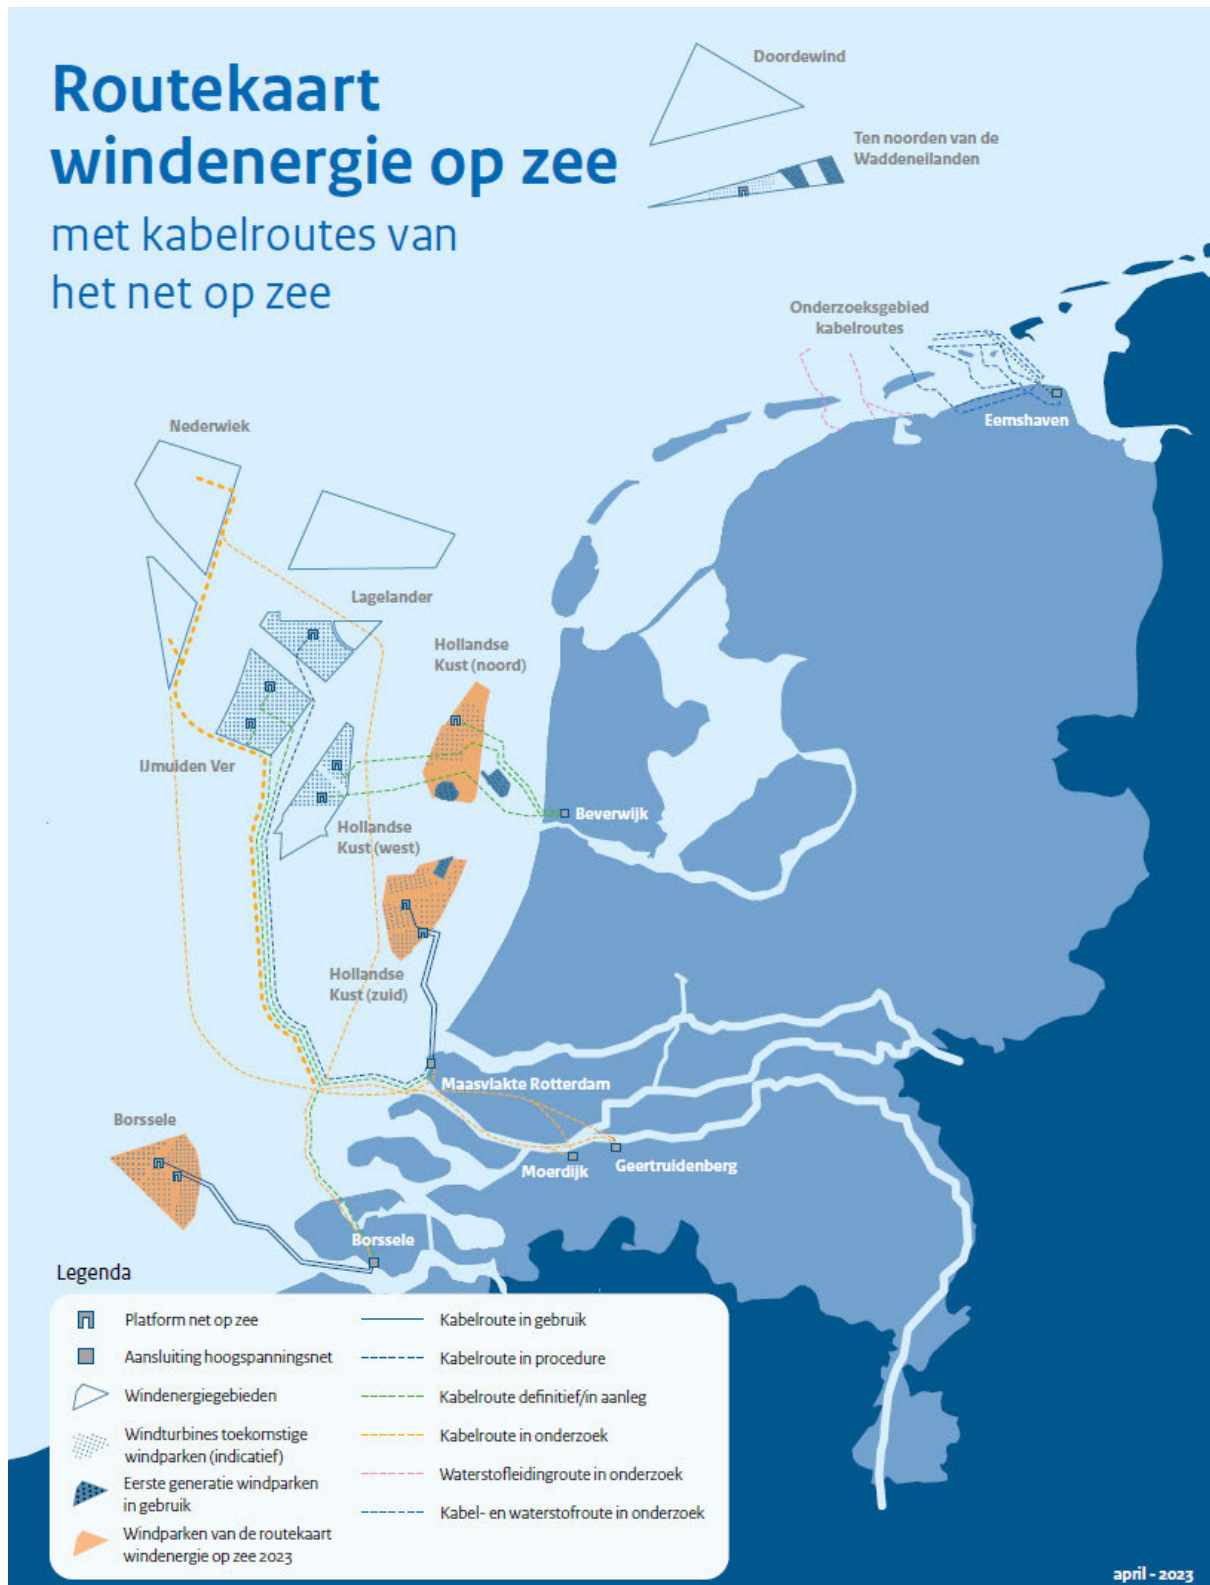 Routekaart
windenergie op zee
met kabelroutes van
het net op zee
Doordewind
Ten noorden van de
Waddeneilanden
Onderzoeksgebied
kabelroutes
Eemshaven
Nederwiek
Lagelander
Hollandse
Kust (noord)
IJmuiden Ver
Beverwijk
Hollandse
Kust (west)
Hollandse
Kust (zuid)
Maasvlakte Rotterdam
Borssele
Moerdijk
Geertruidenberg
Borssele
Legenda
Platform net op zee
Aansluiting hoogspanningsnet
Windenergiegebieden
Windturbines toekomstige
windparken (indicatief)
Eerste generatie windparken
in gebruik
Windparken van de routekaart
windenergie op zee 2023
Kabelroute in gebruik
Kabelroute in procedure
Kabelroute definitief/in aanleg
Kabelroute in onderzoek
Waterstofleidingroute in onderzoek
Kabel- en waterstofroute in onderzoek
april - 2023